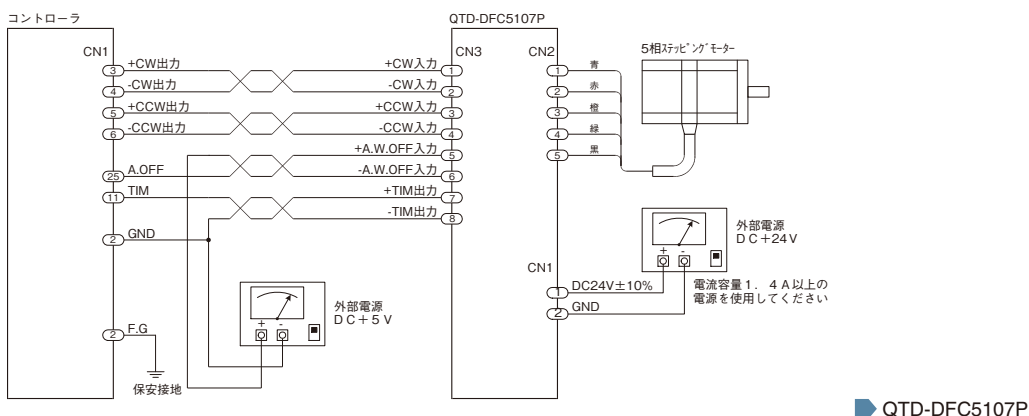 コントローラ
CN1
3 +CW出力
4 -CW出力
5 +CCW出力
6 -CCW出力
25 A.OFF
11 TIM
2 GND
2 F.G
保安接地
外部電源
DC+5V
+ -
QTD-DFC5107P
CN3
+CW入力 1
-CW入力 2
+CCW入力 3
-CCW入力 4
+A.W.OFF入力 5
-A.W.OFF入力 6
+TIM出力 7
-TIM出力 8
CN2
1 青
2 赤
3 橙
4 緑
5 黒
5相ステッピングモーター
外部電源
DC+24V
+ -
CN1
1 DC24V±10%
2 GND
電流容量1.4A以上の
電源を使用してください
QTD-DFC5107P